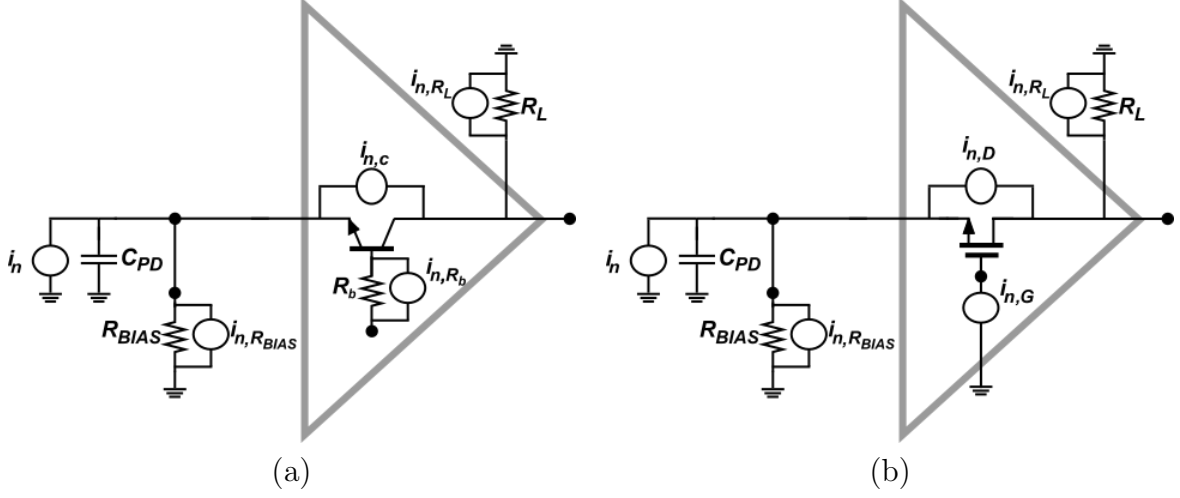 i_{n,R_L}
R_L
i_{n,c}
i_n
C_{PD}
R_b
i_{n,R_b}
R_{BIAS}
i_{n,R_{BIAS}}
(a)
i_{n,R_L}
R_L
i_{n,D}
i_n
C_{PD}
i_{n,G}
R_{BIAS}
i_{n,R_{BIAS}}
(b)